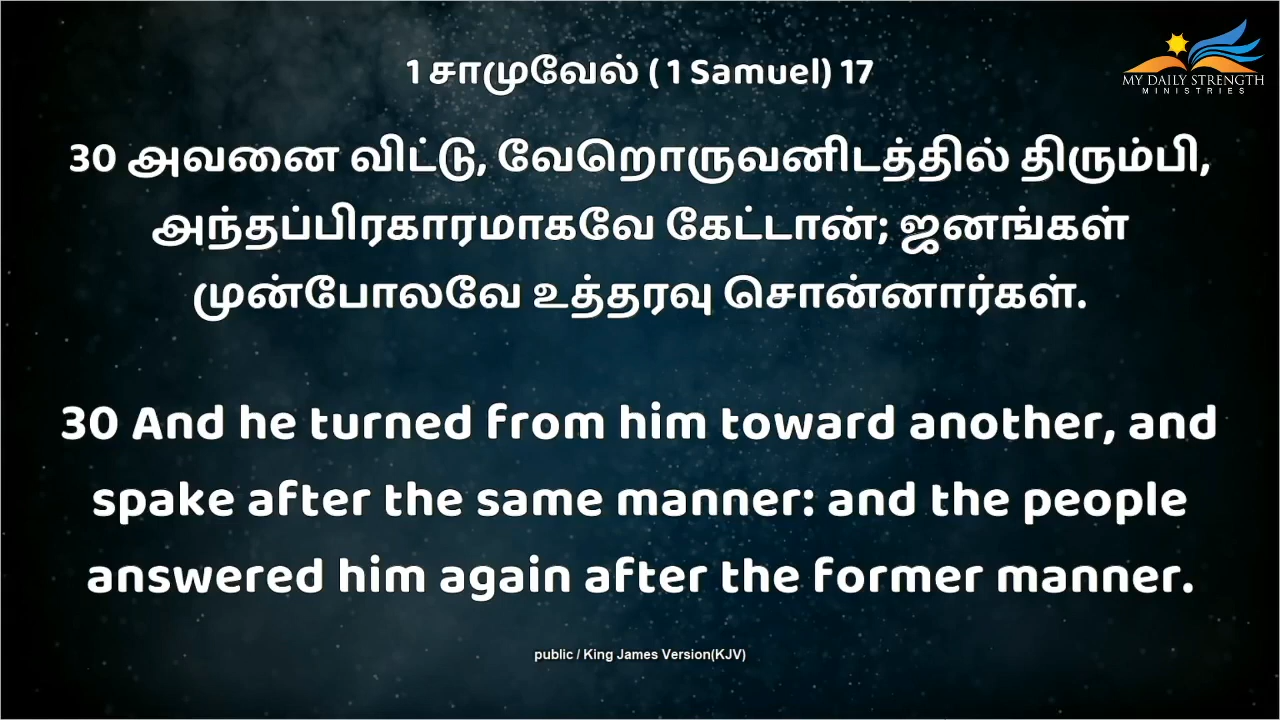 1 சாமுவேல் ( 1 Samuel) 17
MY DAILY STRENGTH
MINISTRIES
30 அவனை விட்டு, வேறொருவனிடத்தில் திரும்பி,
அந்தப்பிரகாரமாகவே கேட்டான்; ஜனங்கள்
முன்போலவே உத்தரவு சொன்னார்கள்.
30 And he turned from him toward another, and
spake after the same manner: and the people
answered him again after the former manner.
public / King James Version(KJV)